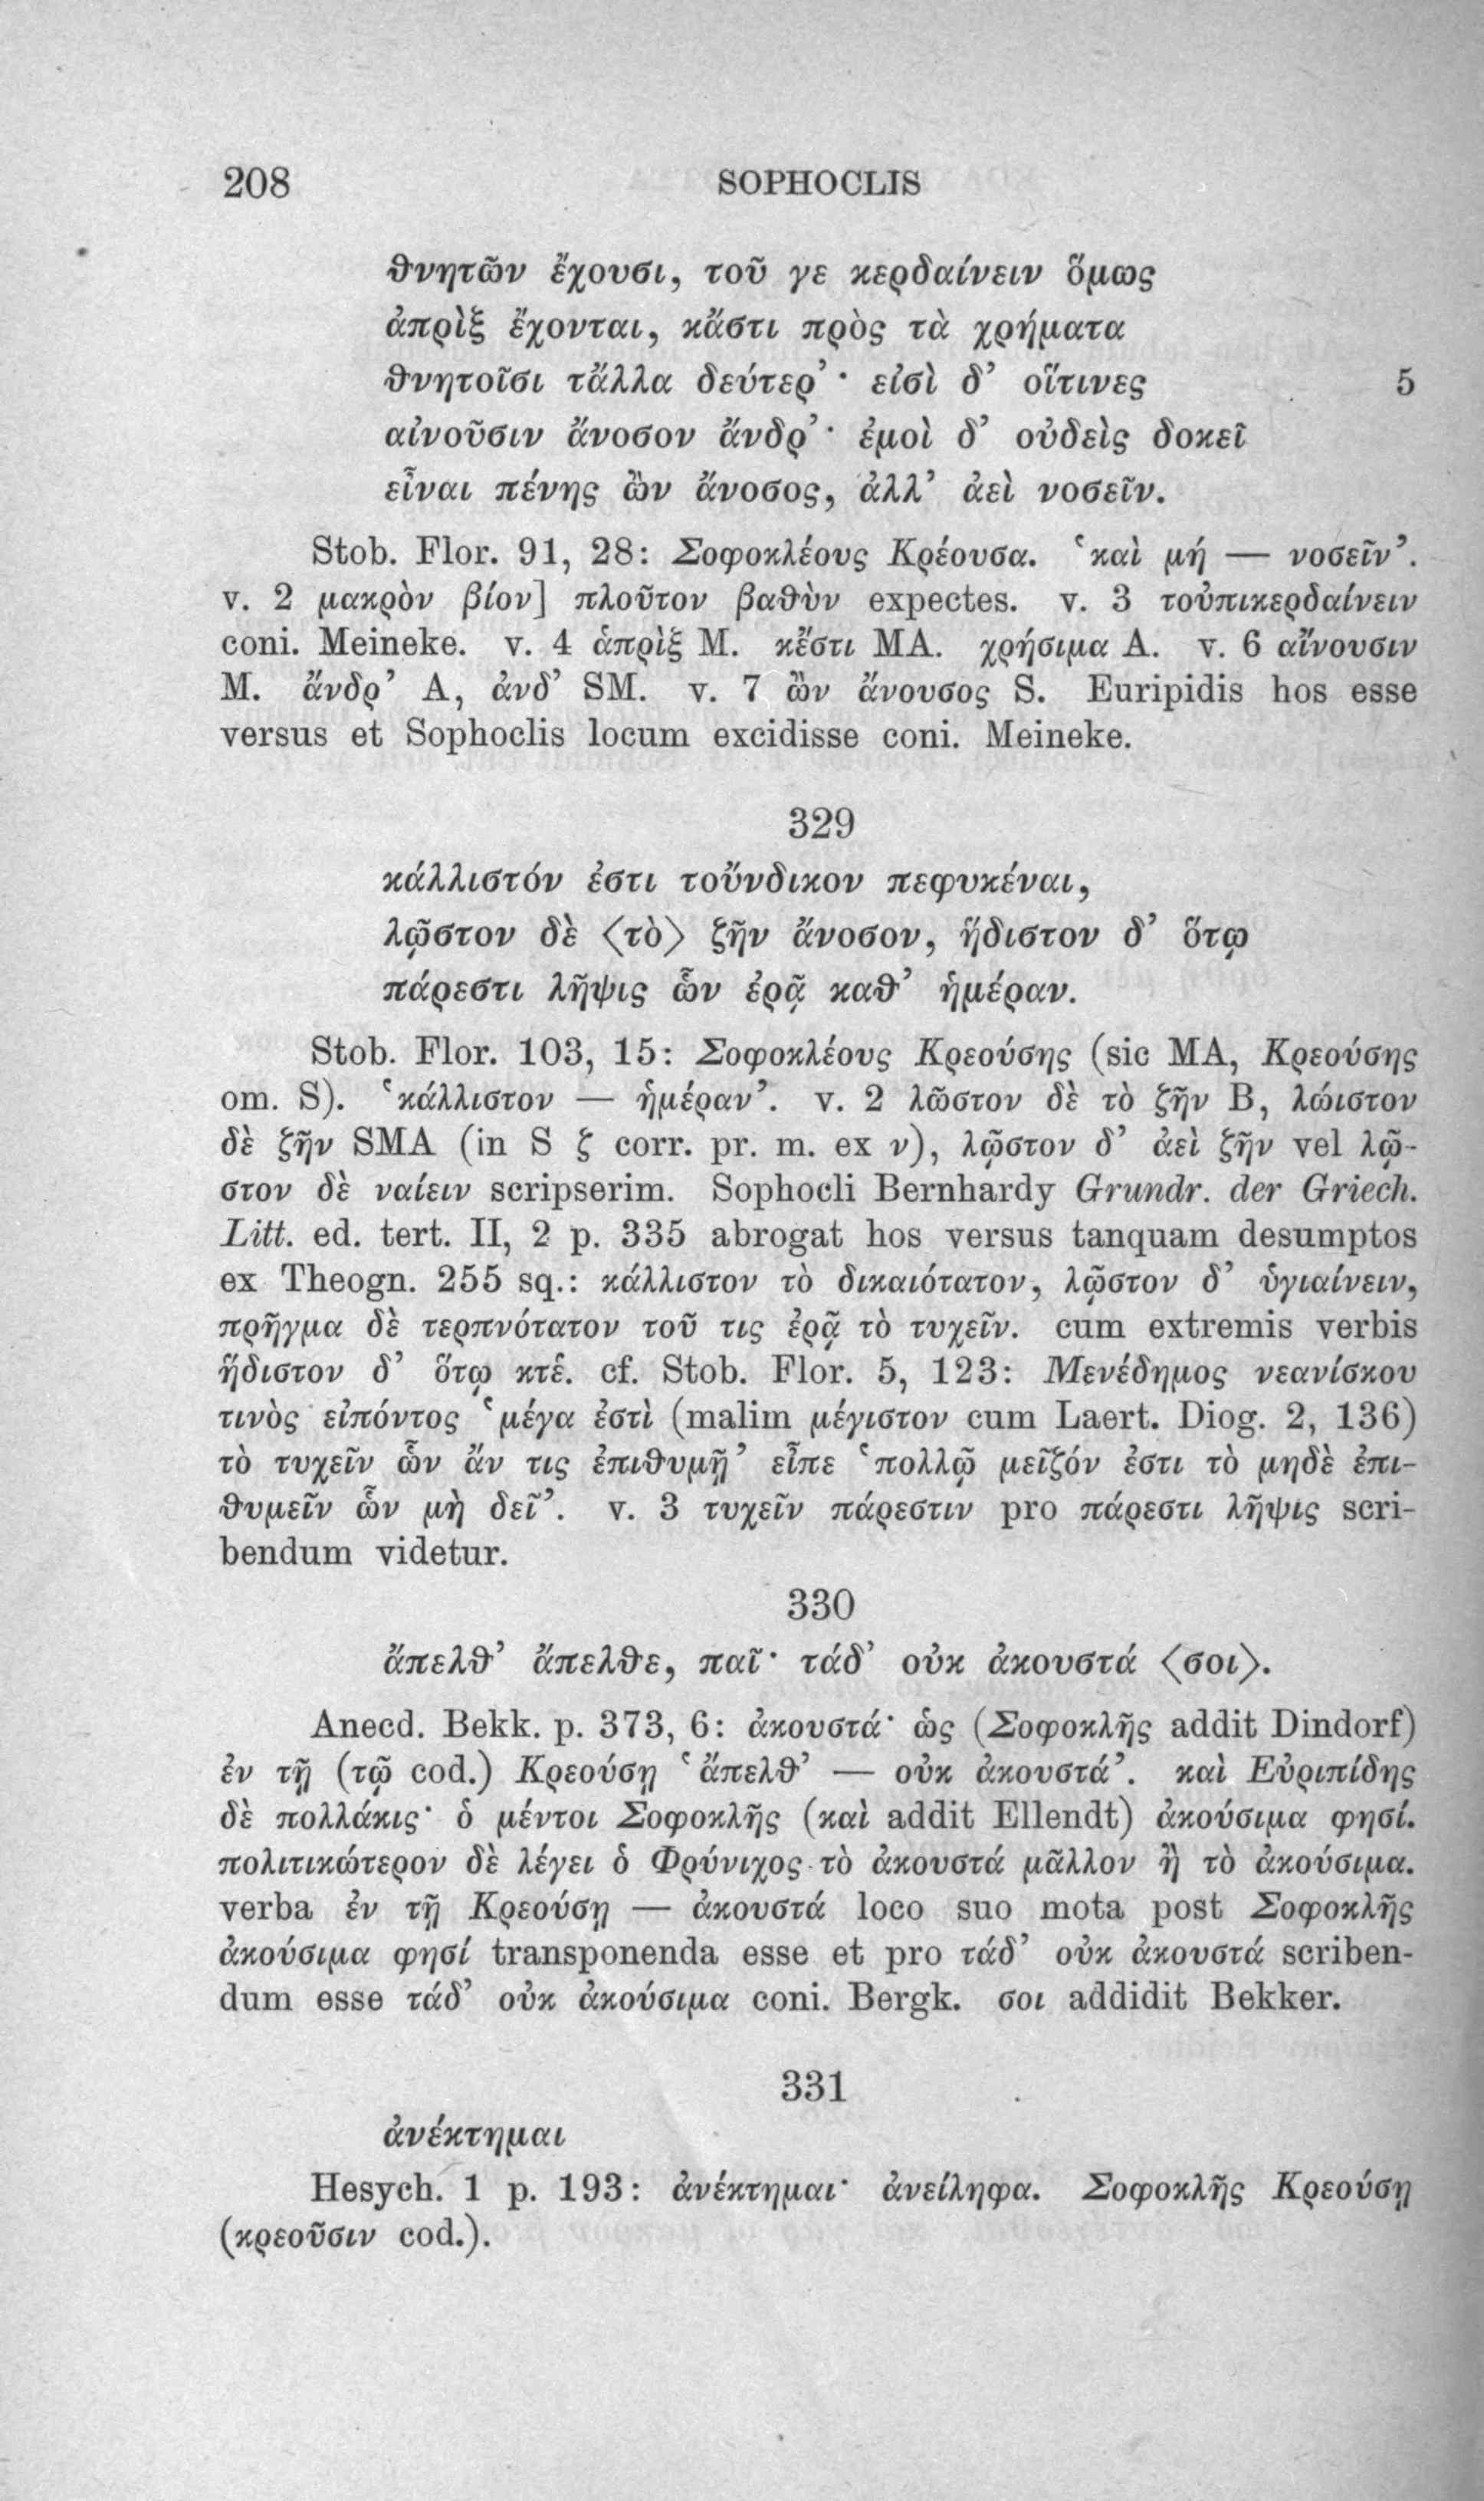 208 SOPHOCLIS
θνητῶν ἔχουσι, τοῦ γε κερδαίνειν ὅμως
ἀπρὶξ ἔχονται, κἄστι πρὸς τὰ χρήματα
θνητοῖσι τἄλλα δεύτερ’· εἰσὶ δ’ οἵτινες 5
αἰνοῦσιν ἄνοσον ἄνδρ’· ἐμοὶ δ’ οὐδεὶς δοκεῖ
εἶναι πένης ὢν ἄνοσος, ἀλλ’ ἀεὶ νοσεῖν.
Stob. Flor. 91, 28: Σοφοκλέους Κρέουσα. ‘καὶ μή — νοσεῖν’.
v. 2 μακρὸν βίον] πλοῦτον βαθὺν expectes. v. 3 τοὐπικερδαίνειν
coni. Meineke. v. 4 ἁπρὶξ M. κἔστι MA. χρήσιμα A. v. 6 αἴνουσιν
M. ἄνδρ’ A, ἀνδ’ SM. v. 7 ὢν ἄνουσος S. Euripidis hos esse
versus et Sophoclis locum excidisse coni. Meineke.
329
κάλλιστόν ἐστι τοὔνδικον πεφυκέναι,
λῷστον δὲ ⟨τὸ⟩ ζῆν ἄνοσον, ἥδιστον δ’ ὅτῳ
πάρεστι λῆψις ὧν ἐρᾷ καθ’ ἡμέραν.
Stob. Flor. 103, 15: Σοφοκλέους Κρεούσης (sic MA, Κρεούσης
om. S). ‘κάλλιστον — ἡμέραν’. v. 2 λῶστον δὲ τὸ ζῆν B, λώιστον
δὲ ζῆν SMA (in S ζ corr. pr. m. ex ν), λῷστον δ’ ἀεὶ ζῆν vel λῷ-
στον δὲ ναίειν scripserim. Sophocli Bernhardy Grundr. der Griech.
Litt. ed. tert. II, 2 p. 335 abrogat hos versus tanquam desumptos
ex Theogn. 255 sq.: κάλλιστον τὸ δικαιότατον, λῷστον δ’ ὑγιαίνειν,
πρῆγμα δὲ τερπνότατον τοῦ τις ἐρᾷ τὸ τυχεῖν. cum extremis verbis
ἥδιστον δ’ ὅτῳ κτἑ. cf. Stob. Flor. 5, 123: Μενέδημος νεανίσκου
τινὸς εἰπόντος ‘μέγα ἐστὶ (malim μέγιστον cum Laert. Diog. 2, 136)
τὸ τυχεῖν ὧν ἄν τις ἐπιθυμῇ’ εἶπε ‘πολλῷ μεῖζόν ἐστι τὸ μηδὲ ἐπι-
θυμεῖν ὧν μὴ δεῖ’. v. 3 τυχεῖν πάρεστιν pro πάρεστι λῆψις scri-
bendum videtur.
330
ἄπελθ’ ἄπελθε, παῖ· τάδ’ οὐκ ἀκουστά ⟨σοι⟩.
Anecd. Bekk. p. 373, 6: ἀκουστά· ὡς (Σοφοκλῆς addit Dindorf)
ἐν τῇ (τῷ cod.) Κρεούσῃ ‘ἄπελθ’ — οὐκ ἀκουστά’. καὶ Εὐριπίδης
δὲ πολλάκις· ὁ μέντοι Σοφοκλῆς (καὶ addit Ellendt) ἀκούσιμα φησί.
πολιτικώτερον δὲ λέγει ὁ Φρύνιχος τὸ ἀκουστά μᾶλλον ἢ τὸ ἀκούσιμα.
verba ἐν τῇ Κρεούσῃ — ἀκουστά loco suo mota post Σοφοκλῆς
ἀκούσιμα φησί transponenda esse et pro τάδ’ οὐκ ἀκουστά scriben-
dum esse τάδ’ οὐκ ἀκούσιμα coni. Bergk. σοι addidit Bekker.
331
ἀνέκτημαι
Hesych. 1 p. 193: ἀνέκτημαι· ἀνείληφα. Σοφοκλῆς Κρεούσῃ
(κρεοῦσιν cod.).